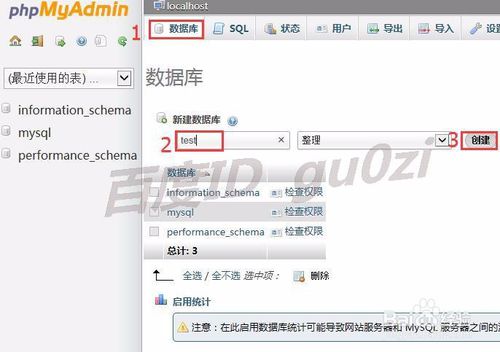 phpMyAdmin
localhost
1
数据库
SQL
状态
用户
导出
导入
设
(最近使用的表) ...
information_schema
mysql
performance_schema
数据库
新建数据库
2
test
×
整理
3
创建
数据库
information_schema 检查权限
mysql 检查权限
performance_schema 检查权限
总计: 3
全选 / 全不选 选中项: 删除
启用统计
注意：在此启用数据库统计可能导致网站服务器和 MySQL 服务器之间的
百度ID_gu0zi
Baidu 经验